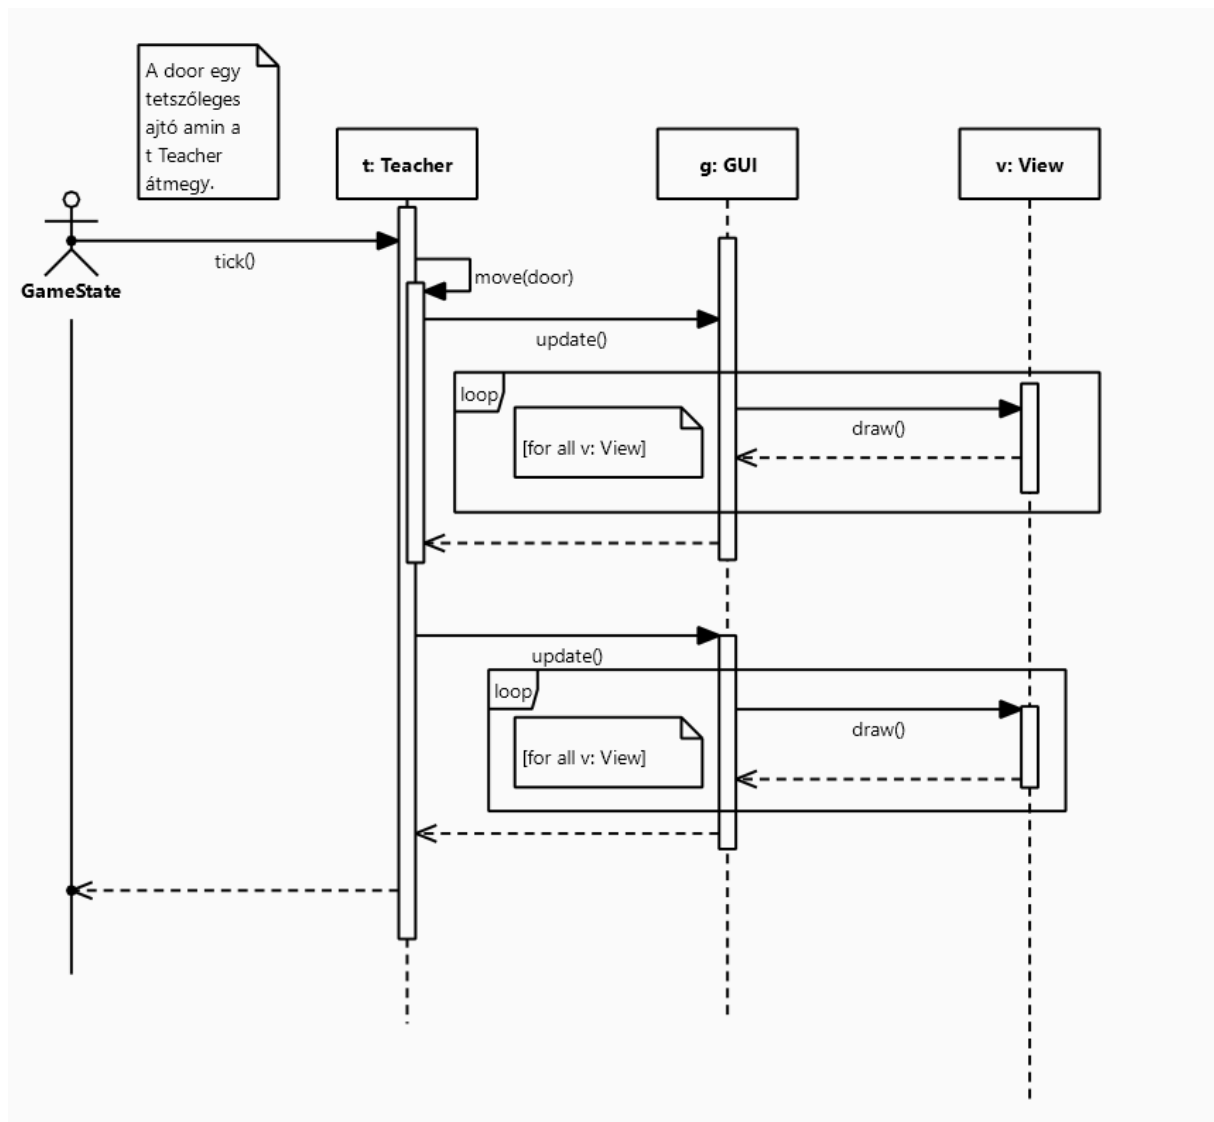 A door egy
tetszőleges
ajtó amin a
t Teacher
átmegy.
t: Teacher
g: GUI
v: View
tick()
GameState
move(door)
update()
loop
draw()
[for all v: View]
update()
loop
draw()
[for all v: View]